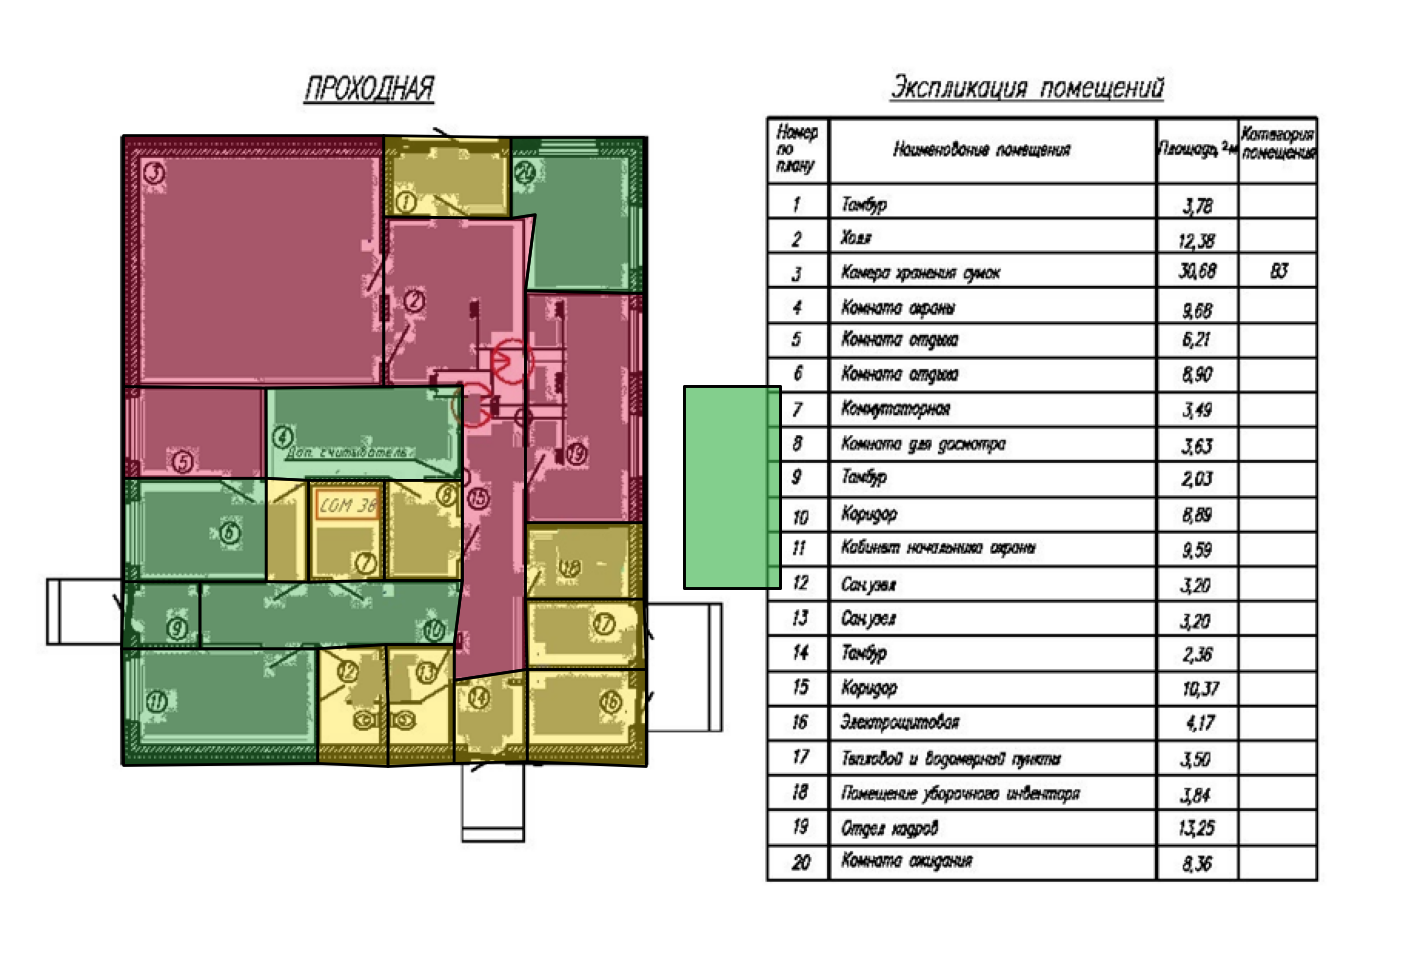 ПРОХОДНАЯ
3
1
20
2
4
Доп. считыватель
5
19
6
СОМ 38
7
8
15
18
9
10
17
11
12
13
14
16
Экспликация помещений
Номер по плану Наименование помещения Площадь, м2 Категория помещения
1 Тамбур 3,78
2 Холл 12,38
3 Камера хранения сумок 30,68 В3
4 Комната охраны 9,68
5 Комната отдыха 6,21
6 Комната отдыха 8,90
7 Коммутаторная 3,49
8 Комната для досмотра 3,63
9 Тамбур 2,03
10 Коридор 8,89
11 Кабинет начальника охраны 9,59
12 Сан.узел 3,20
13 Сан.узел 3,20
14 Тамбур 2,36
15 Коридор 10,37
16 Электрощитовая 4,17
17 Тепловой и водомерный пункты 3,50
18 Помещение уборочного инвентаря 3,84
19 Отдел кадров 13,25
20 Комната ожидания 8,36